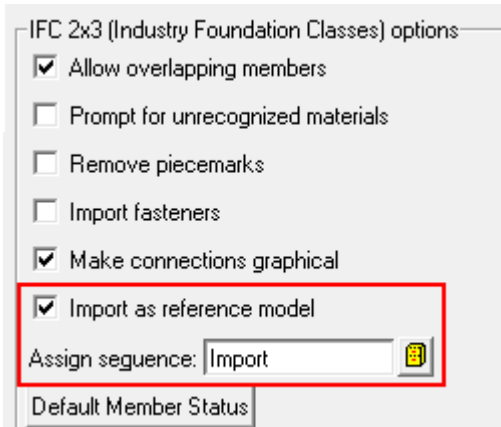 IFC 2x3 (Industry Foundation Classes) options
Allow overlapping members
Prompt for unrecognized materials
Remove piecemarks
Import fasteners
Make connections graphical
Import as reference model
Assign seguence: Import
Default Member Status